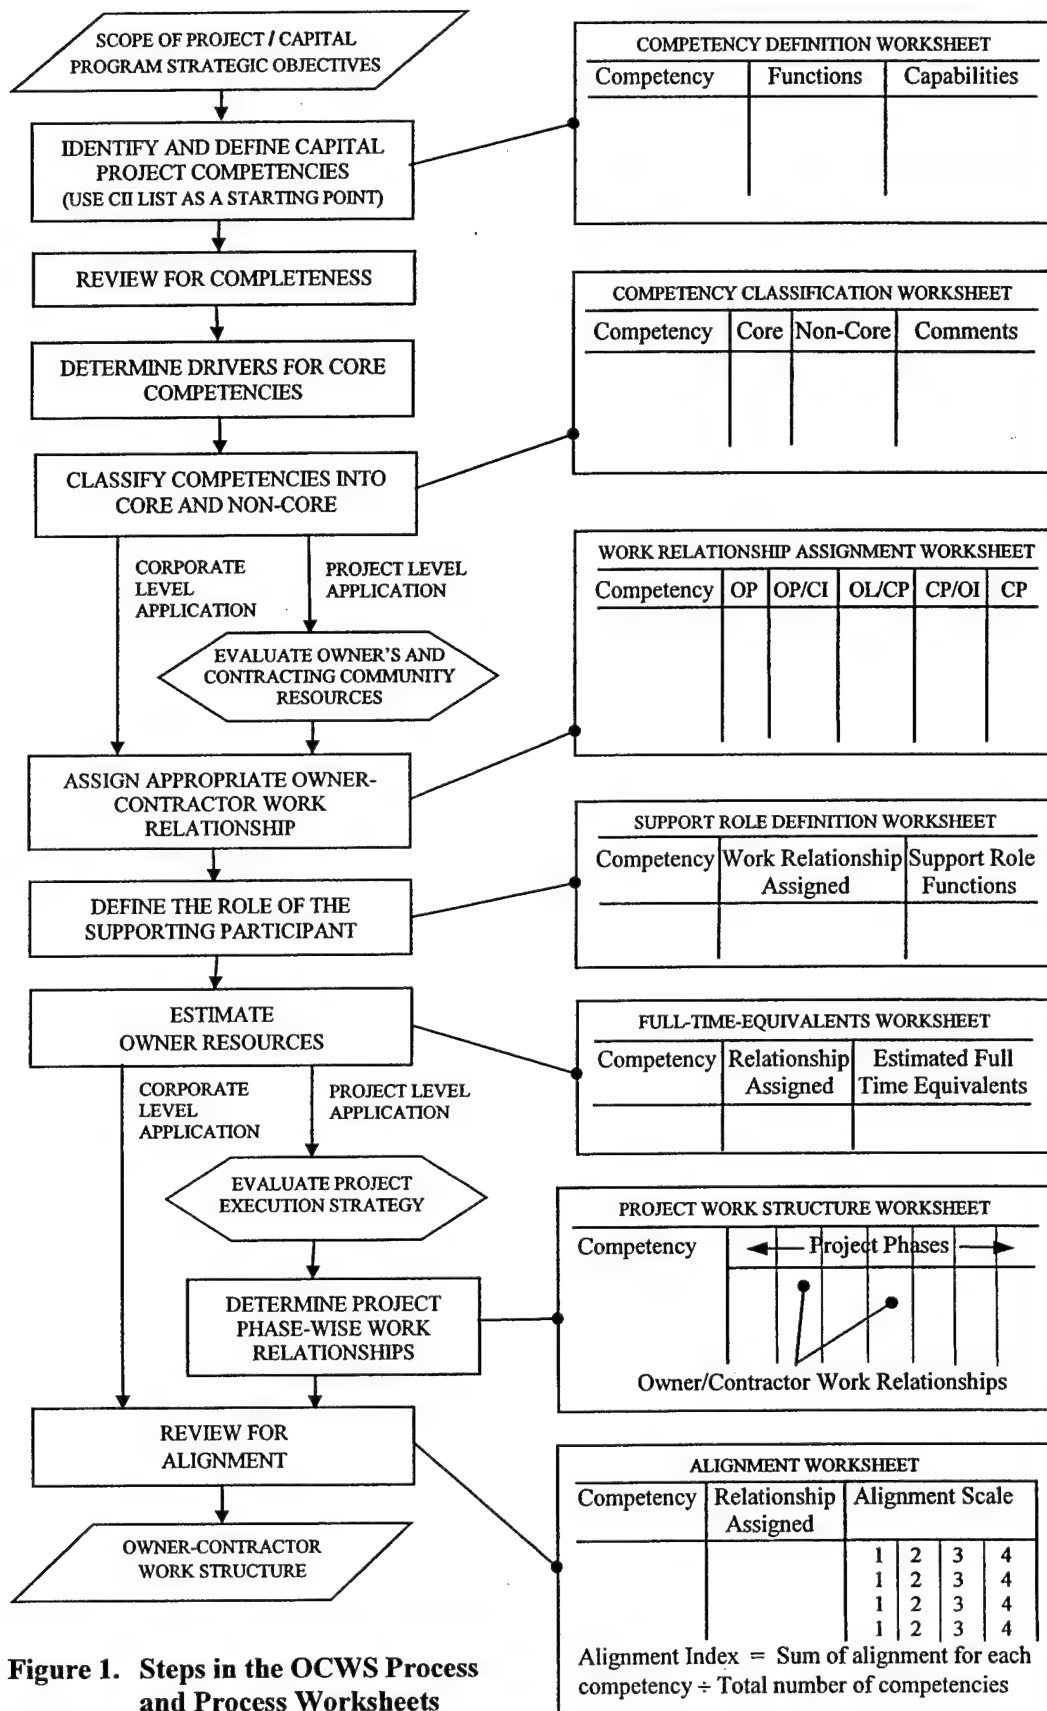 SCOPE OF PROJECT / CAPITAL
PROGRAM STRATEGIC OBJECTIVES
IDENTIFY AND DEFINE CAPITAL
PROJECT COMPETENCIES
(USE CII LIST AS A STARTING POINT)
REVIEW FOR COMPLETENESS
DETERMINE DRIVERS FOR CORE
COMPETENCIES
CLASSIFY COMPETENCIES INTO
CORE AND NON-CORE
CORPORATE
LEVEL
APPLICATION
PROJECT LEVEL
APPLICATION
EVALUATE OWNER'S AND
CONTRACTING COMMUNITY
RESOURCES
ASSIGN APPROPRIATE OWNER-
CONTRACTOR WORK
RELATIONSHIP
DEFINE THE ROLE OF THE
SUPPORTING PARTICIPANT
ESTIMATE
OWNER RESOURCES
CORPORATE
LEVEL
APPLICATION
PROJECT LEVEL
APPLICATION
EVALUATE PROJECT
EXECUTION STRATEGY
DETERMINE PROJECT
PHASE-WISE WORK
RELATIONSHIPS
REVIEW FOR
ALIGNMENT
OWNER-CONTRACTOR
WORK STRUCTURE
COMPETENCY DEFINITION WORKSHEET
Competency Functions Capabilities
COMPETENCY CLASSIFICATION WORKSHEET
Competency Core Non-Core Comments
WORK RELATIONSHIP ASSIGNMENT WORKSHEET
Competency OP OP/CI OL/CP CP/OI CP
SUPPORT ROLE DEFINITION WORKSHEET
Competency Work Relationship Support Role
Assigned Functions
FULL-TIME-EQUIVALENTS WORKSHEET
Competency Relationship Estimated Full
Assigned Time Equivalents
PROJECT WORK STRUCTURE WORKSHEET
Competency Project Phases
Owner/Contractor Work Relationships
ALIGNMENT WORKSHEET
Competency Relationship Alignment Scale
Assigned
1 2 3 4
1 2 3 4
1 2 3 4
1 2 3 4
Alignment Index = Sum of alignment for each
competency ÷ Total number of competencies
Figure 1. Steps in the OCWS Process
and Process Worksheets